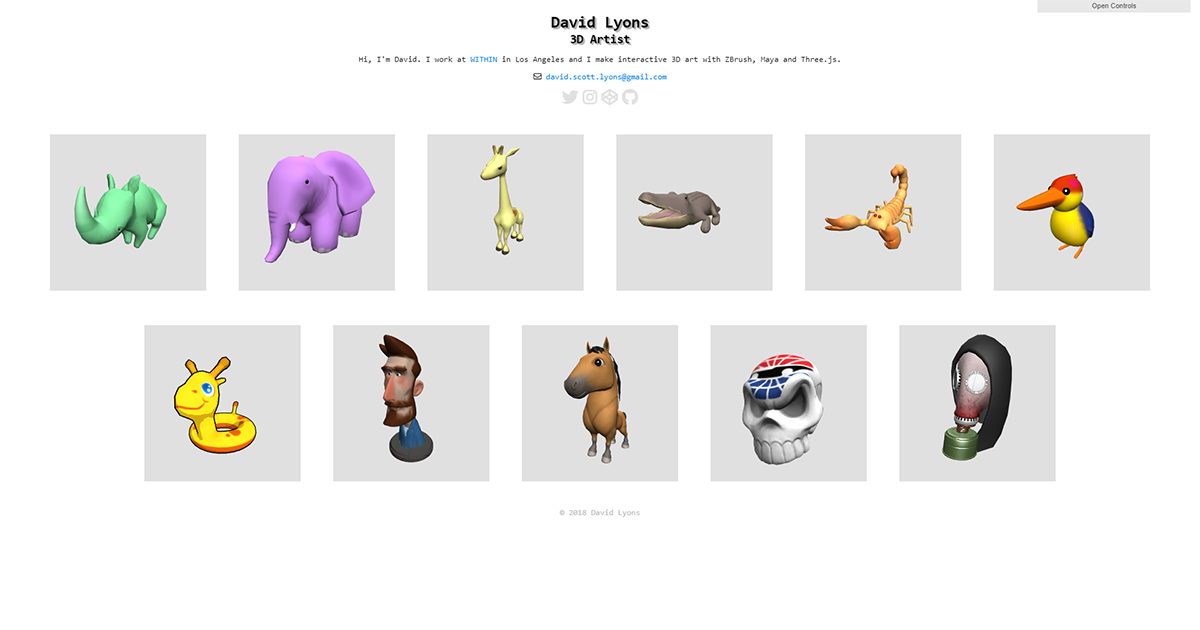 Open Controls
David Lyons
3D Artist
Hi, I'm David. I work at WITHIN in Los Angeles and I make interactive 3D art with ZBrush, Maya and Three.js.
david.scott.lyons@gmail.com
© 2018 David Lyons